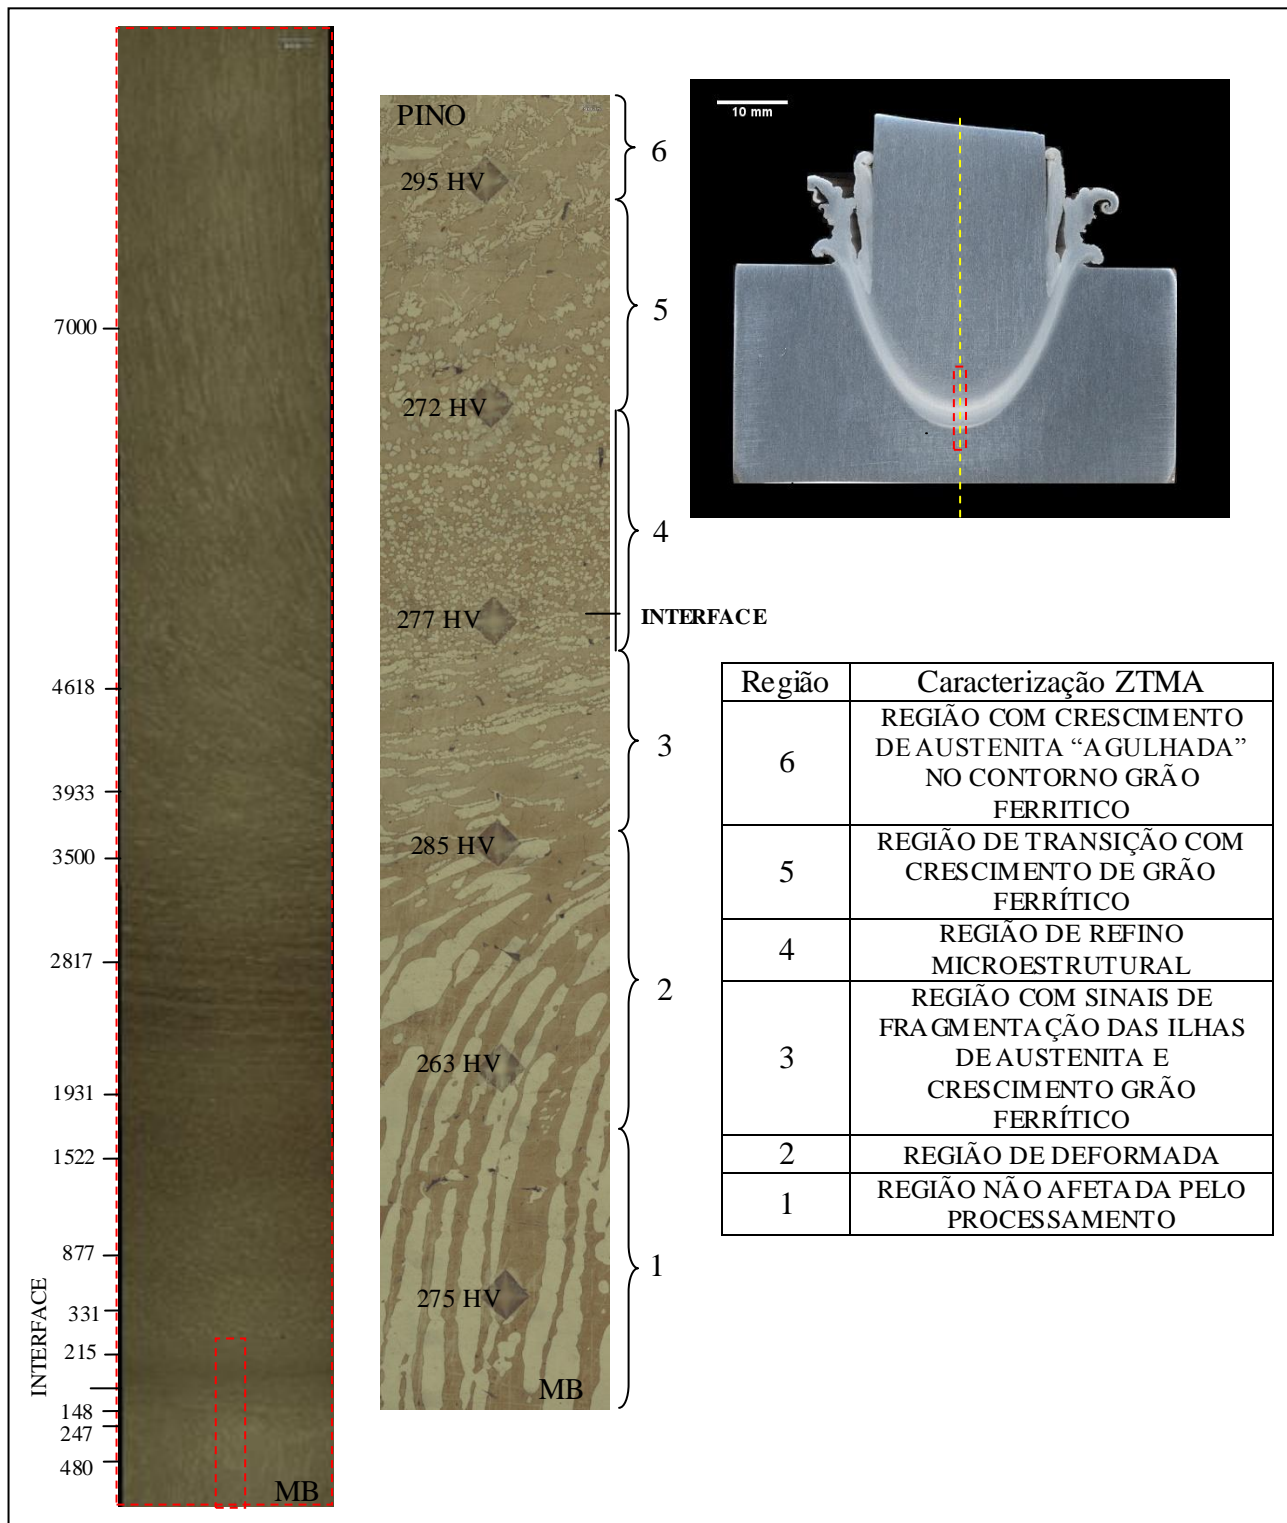 7000
4618
3933
3500
2817
1931
1522
877
331
215
INTERFACE
148
247
480
MB
PINO
295 HV
272 HV
277 HV
285 HV
263 HV
275 HV
MB
6
5
4
INTERFACE
3
2
1
10 mm
Região Caracterização ZTMA
6 REGIÃO COM CRESCIMENTO
DE AUSTENITA “AGULHADA”
NO CONTORNO GRÃO
FERRITICO
5 REGIÃO DE TRANSIÇÃO COM
CRESCIMENTO DE GRÃO
FERRÍTICO
4 REGIÃO DE REFINO
MICROESTRUTURAL
3 REGIÃO COM SINAIS DE
FRAGMENTAÇÃO DAS ILHAS
DE AUSTENITA E
CRESCIMENTO GRÃO
FERRÍTICO
2 REGIÃO DE DEFORMADA
1 REGIÃO NÃO AFETADA PELO
PROCESSAMENTO